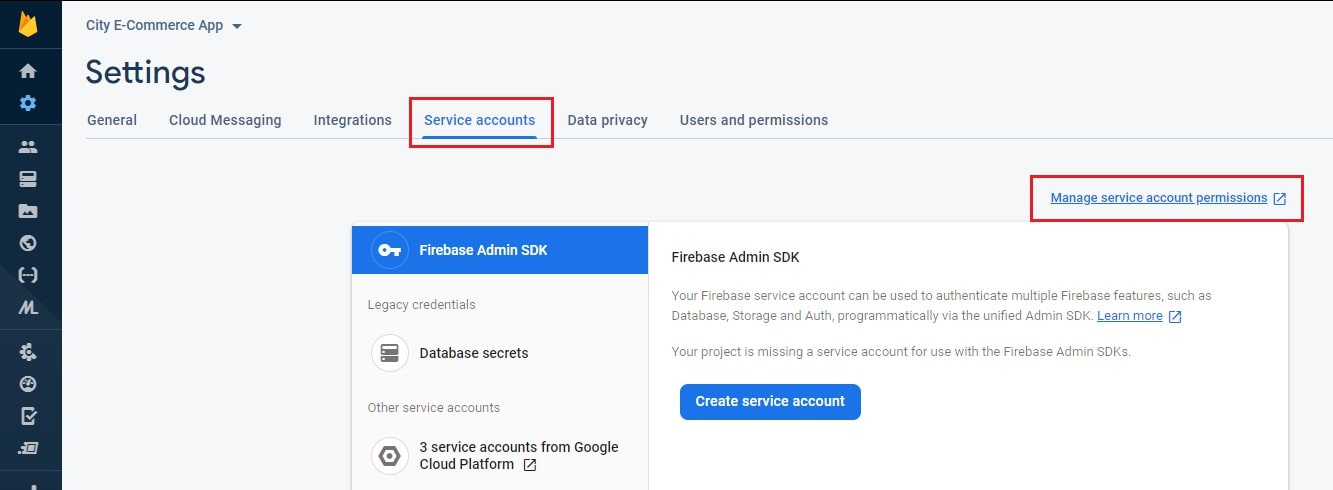 City E-Commerce App
Settings
General Cloud Messaging Integrations Service accounts Data privacy Users and permissions
Manage service account permissions
Firebase Admin SDK
Legacy credentials
Database secrets
Other service accounts
3 service accounts from Google
Cloud Platform
Firebase Admin SDK
Your Firebase service account can be used to authenticate multiple Firebase features, such as
Database, Storage and Auth, programmatically via the unified Admin SDK. Learn more
Your project is missing a service account for use with the Firebase Admin SDKs.
Create service account